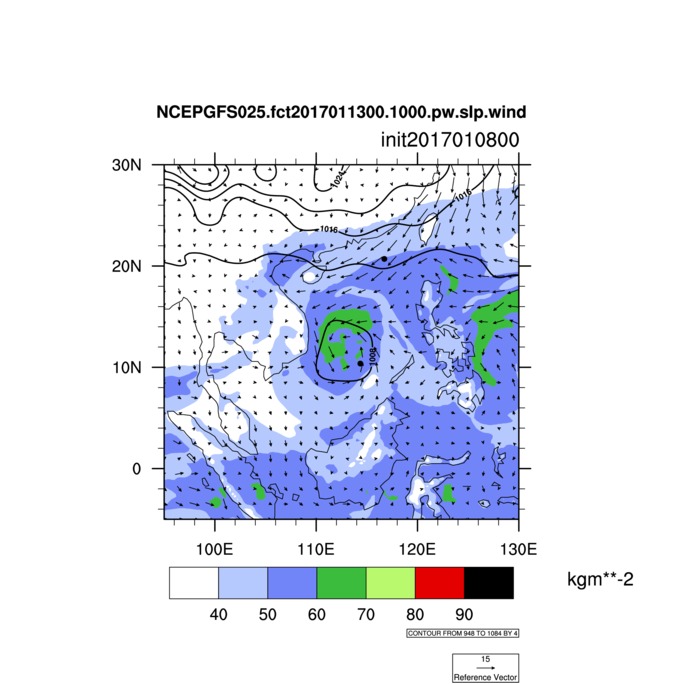 NCEPGFS025.fct2017011300.1000.pw.slp.wind
init2017010800
30N
1024
1016
1016
20N
10N
1008
0
100E 110E 120E 130E
kgm**-2
40 50 60 70 80 90
CONTOUR FROM 948 TO 1084 BY 4
15
Reference Vector